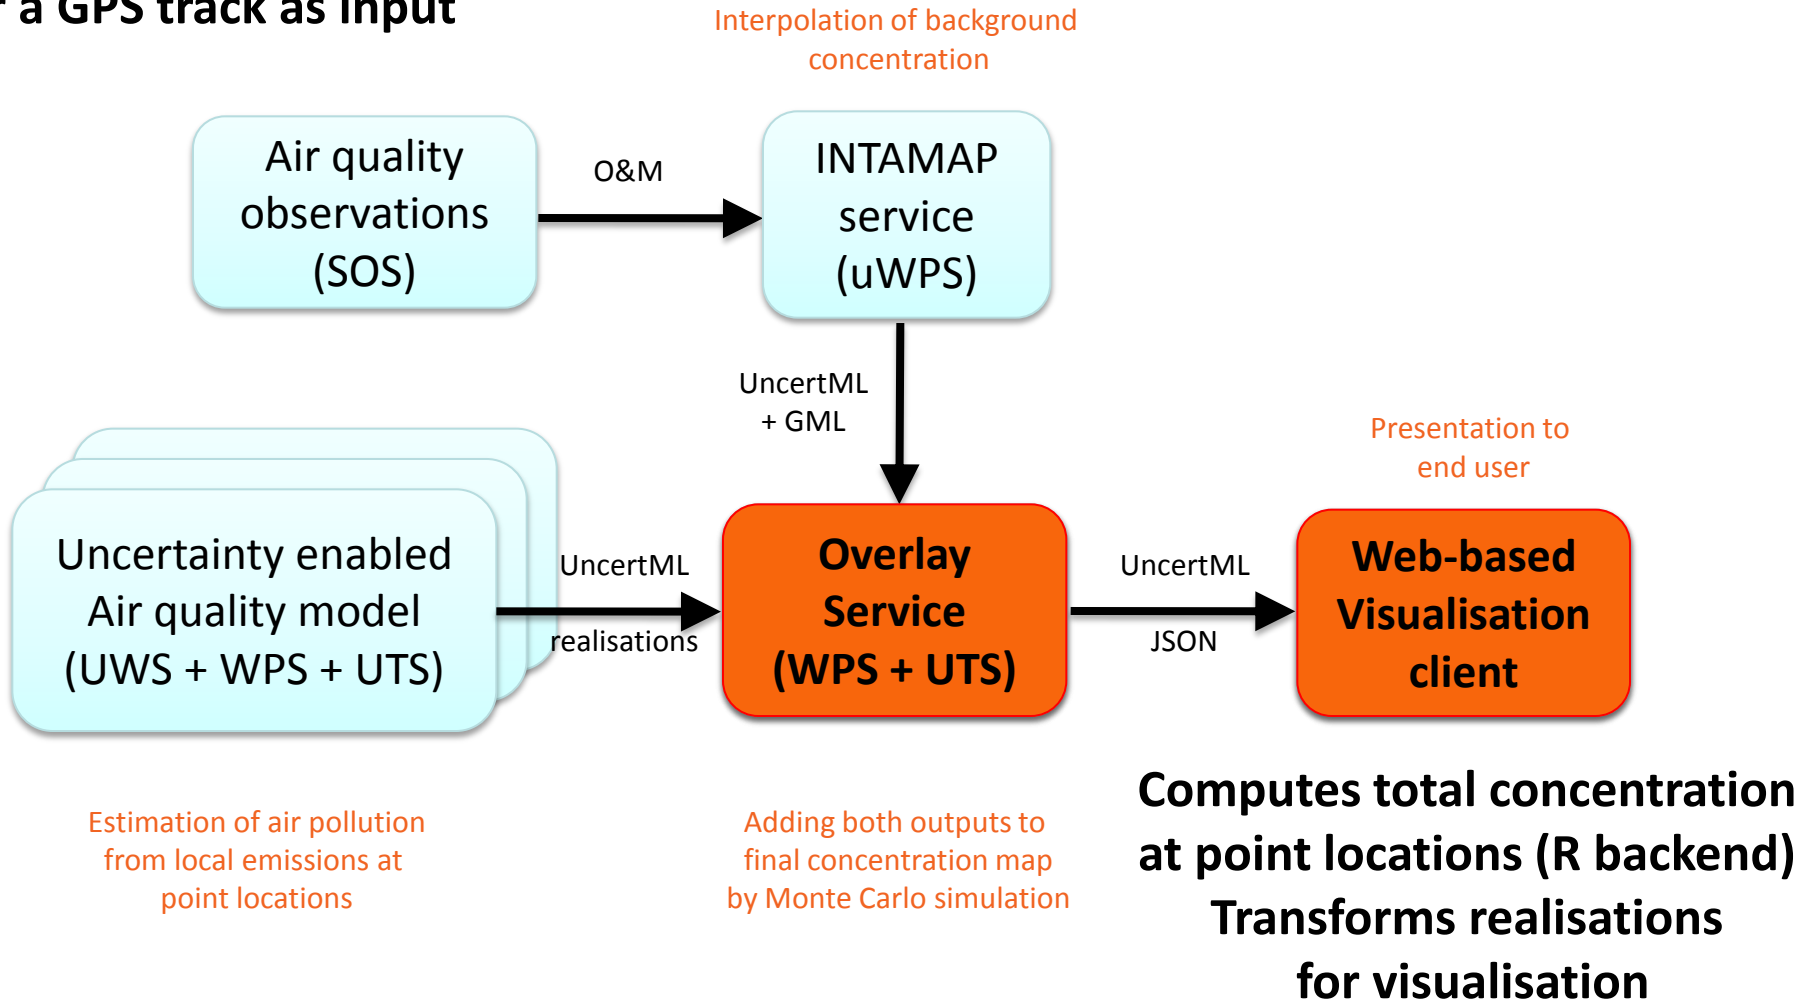 a GPS track as input
Interpolation of background
concentration
Air quality
observations
(SOS)
O&M
INTAMAP
service
(uWPS)
UncertML
+ GML
Presentation to
end user
Uncertainty enabled
Air quality model
(UWS + WPS + UTS)
UncertML
realisations
Overlay
Service
(WPS + UTS)
UncertML
JSON
Web-based
Visualisation
client
Estimation of air pollution
from local emissions at
point locations
Adding both outputs to
final concentration map
by Monte Carlo simulation
Computes total concentration
at point locations (R backend)
Transforms realisations
for visualisation